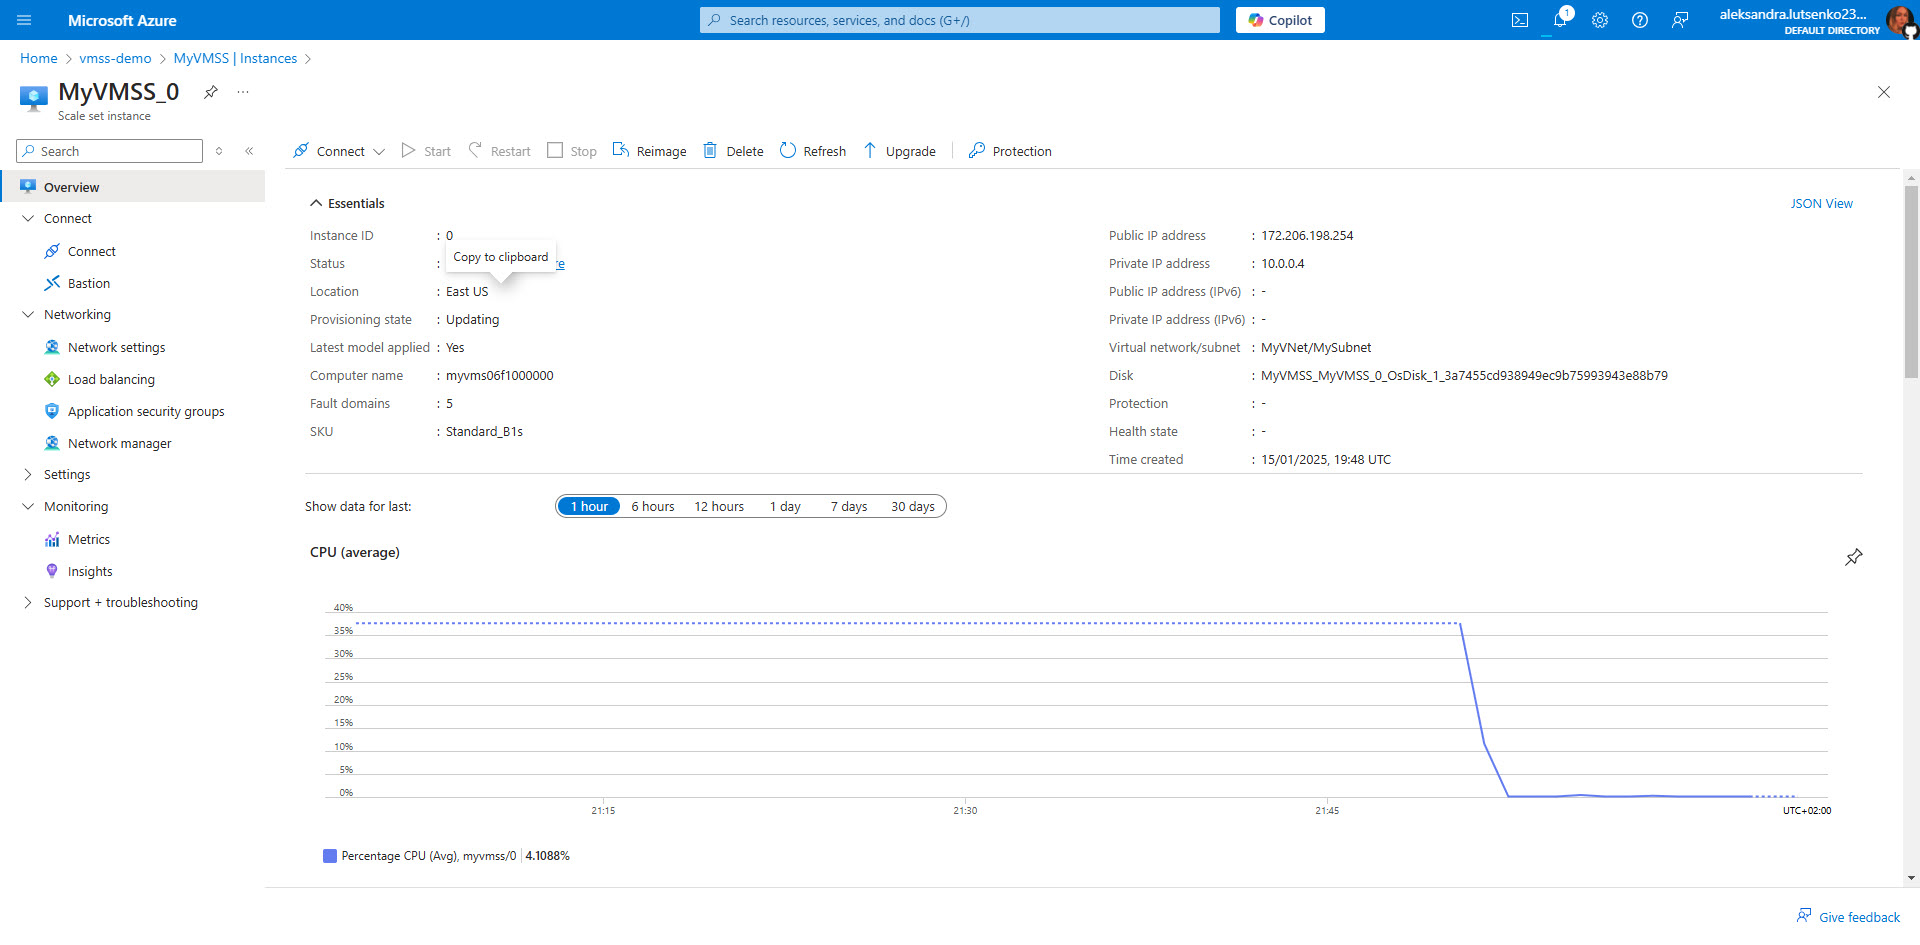 Microsoft Azure
Search resources, services, and docs (G+/)
Copilot
1
aleksandra.lutsenko23...
DEFAULT DIRECTORY
Home > vmss-demo > MyVMSS | Instances >
MyVMSS_0
Scale set instance
Search
Connect
Start
Restart
Stop
Reimage
Delete
Refresh
Upgrade
Protection
Overview
Connect
Connect
Bastion
Networking
Network settings
Load balancing
Application security groups
Network manager
Settings
Monitoring
Metrics
Insights
Support + troubleshooting
Essentials
JSON View
Instance ID : 0
Copy to clipboard
Status :
Location : East US
Provisioning state : Updating
Latest model applied : Yes
Computer name : myvms06f1000000
Fault domains : 5
SKU : Standard_B1s
Public IP address : 172.206.198.254
Private IP address : 10.0.0.4
Public IP address (IPv6) : -
Private IP address (IPv6) : -
Virtual network/subnet : MyVNet/MySubnet
Disk : MyVMSS_MyVMSS_0_OsDisk_1_3a7455cd938949ec9b75993943e88b79
Protection : -
Health state : -
Time created : 15/01/2025, 19:48 UTC
Show data for last:
1 hour
6 hours
12 hours
1 day
7 days
30 days
CPU (average)
40%
35%
30%
25%
20%
15%
10%
5%
0%
21:15
21:30
21:45
UTC+02:00
Percentage CPU (Avg), myvmss/0 | 4.1088%
Give feedback